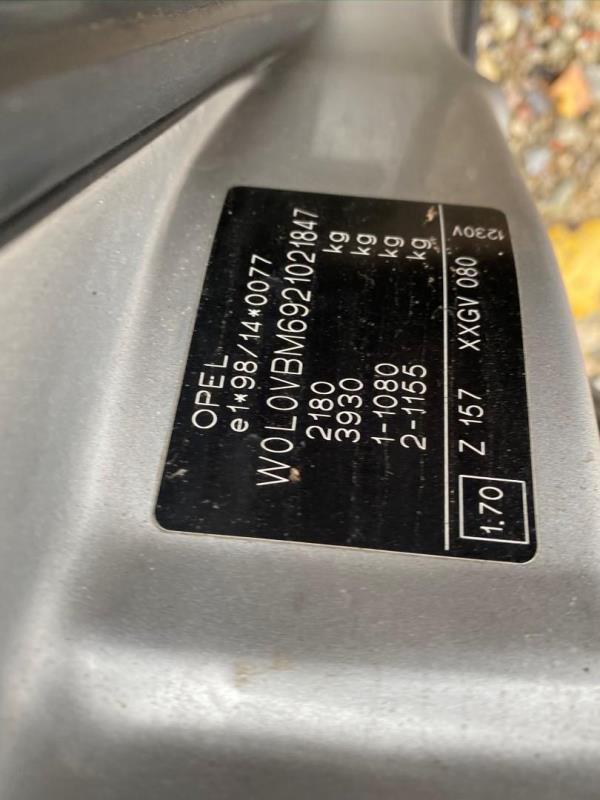 OPEL
e1*98/14*0077
W0L0VBM6921021847
2180 kg
3930 kg
1-1080 kg
2-1155 kg
1.70 Z 157 XXGV 080 1230V